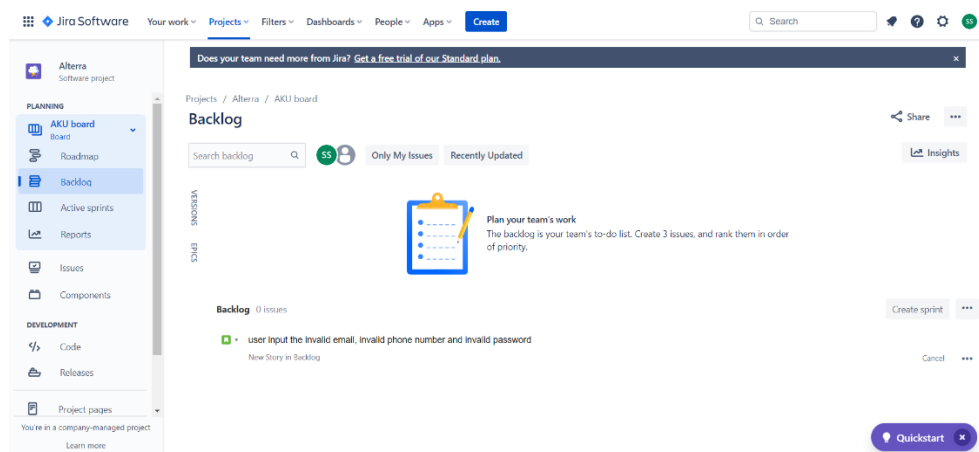 Jira Software
Your work
Projects
Filters
Dashboards
People
Apps
Create
Search
SS
Alterra
Software project
PLANNING
AKU board
Board
Roadmap
Backlog
Active sprints
Reports
Issues
Components
DEVELOPMENT
Code
Releases
Project pages
You're in a company-managed project
Learn more
Does your team need more from Jira? Get a free trial of our Standard plan.
Projects / Alterra / AKU board
Backlog
Share
Search backlog
SS
Only My Issues
Recently Updated
Insights
VERSIONS
EPICS
Plan your team's work
The backlog is your team's to-do list. Create 3 issues, and rank them in order
of priority.
Backlog 0 issues
Create sprint
user input the invalid email, invalid phone number and invalid password
New Story in Backlog
Cancel
Quickstart